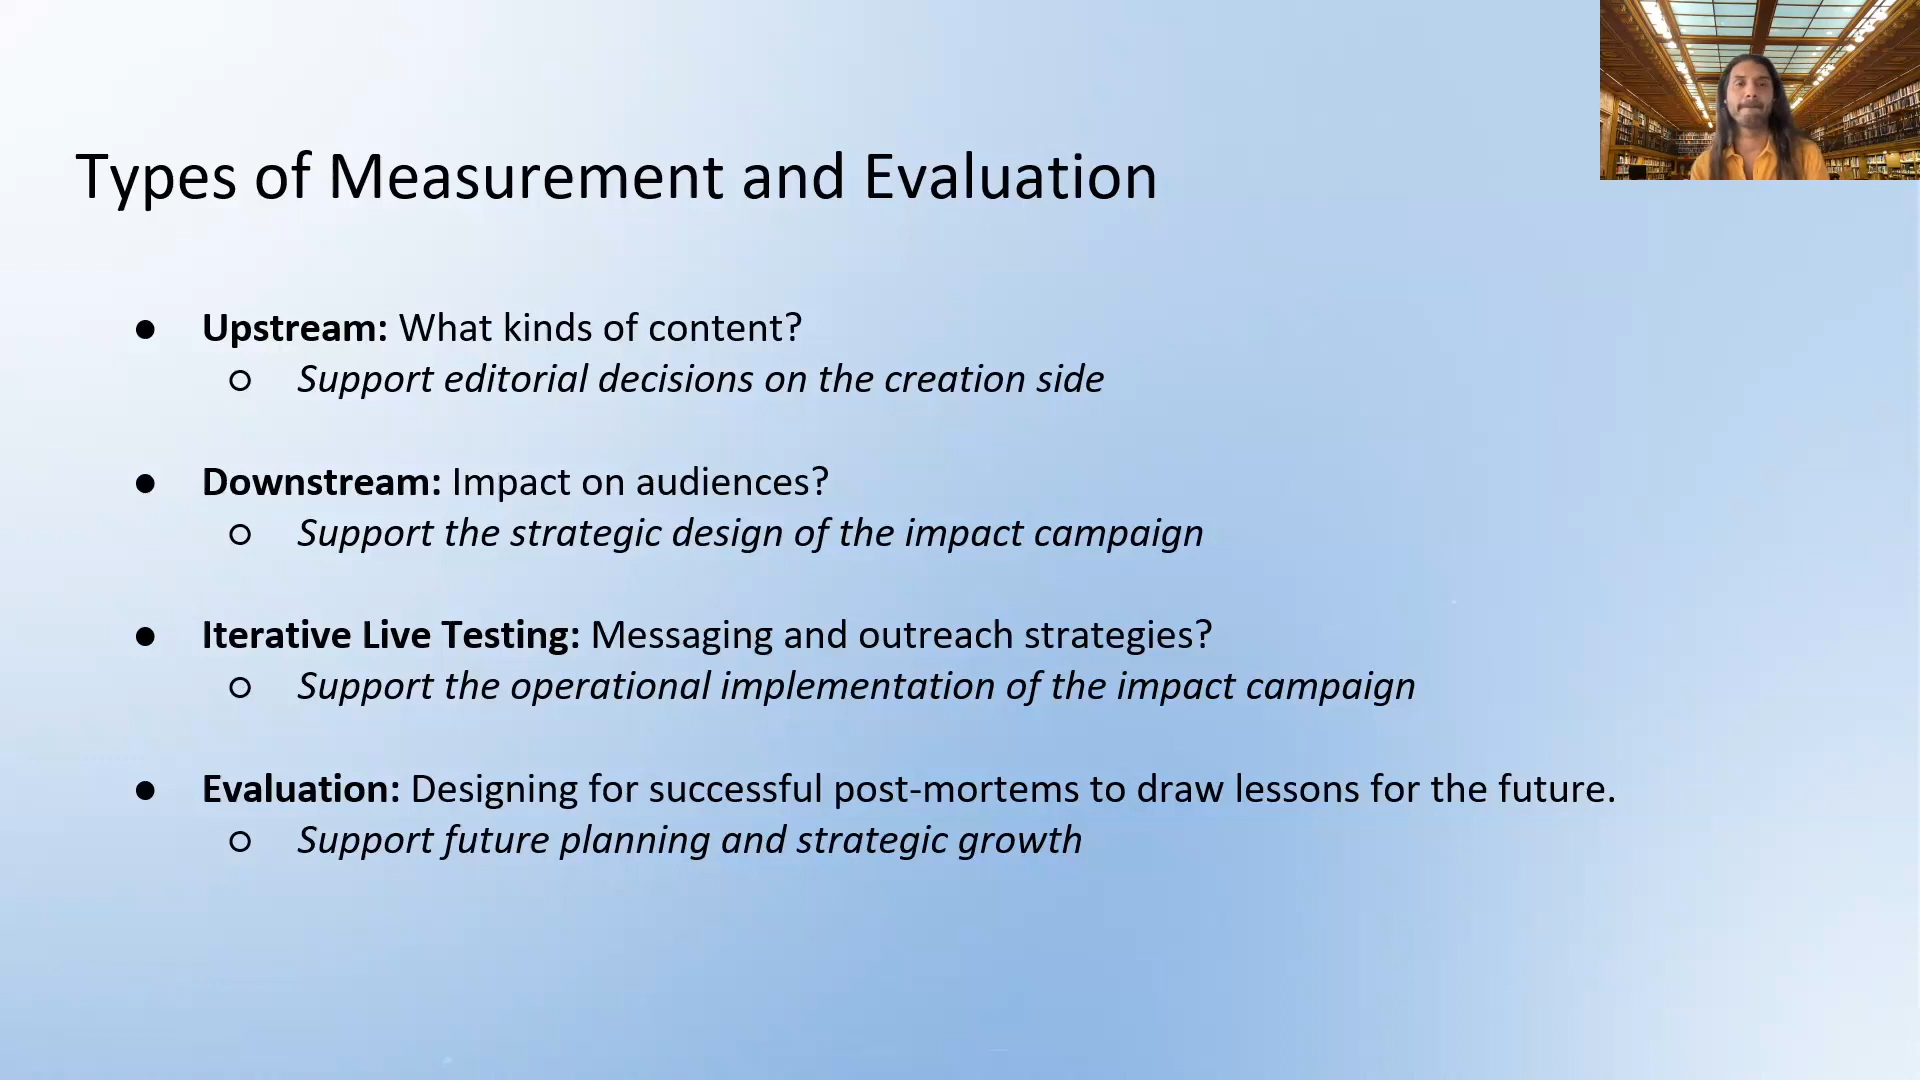 Types of Measurement and Evaluation
● Upstream: What kinds of content?
○ Support editorial decisions on the creation side
● Downstream: Impact on audiences?
○ Support the strategic design of the impact campaign
● Iterative Live Testing: Messaging and outreach strategies?
○ Support the operational implementation of the impact campaign
● Evaluation: Designing for successful post-mortems to draw lessons for the future.
○ Support future planning and strategic growth